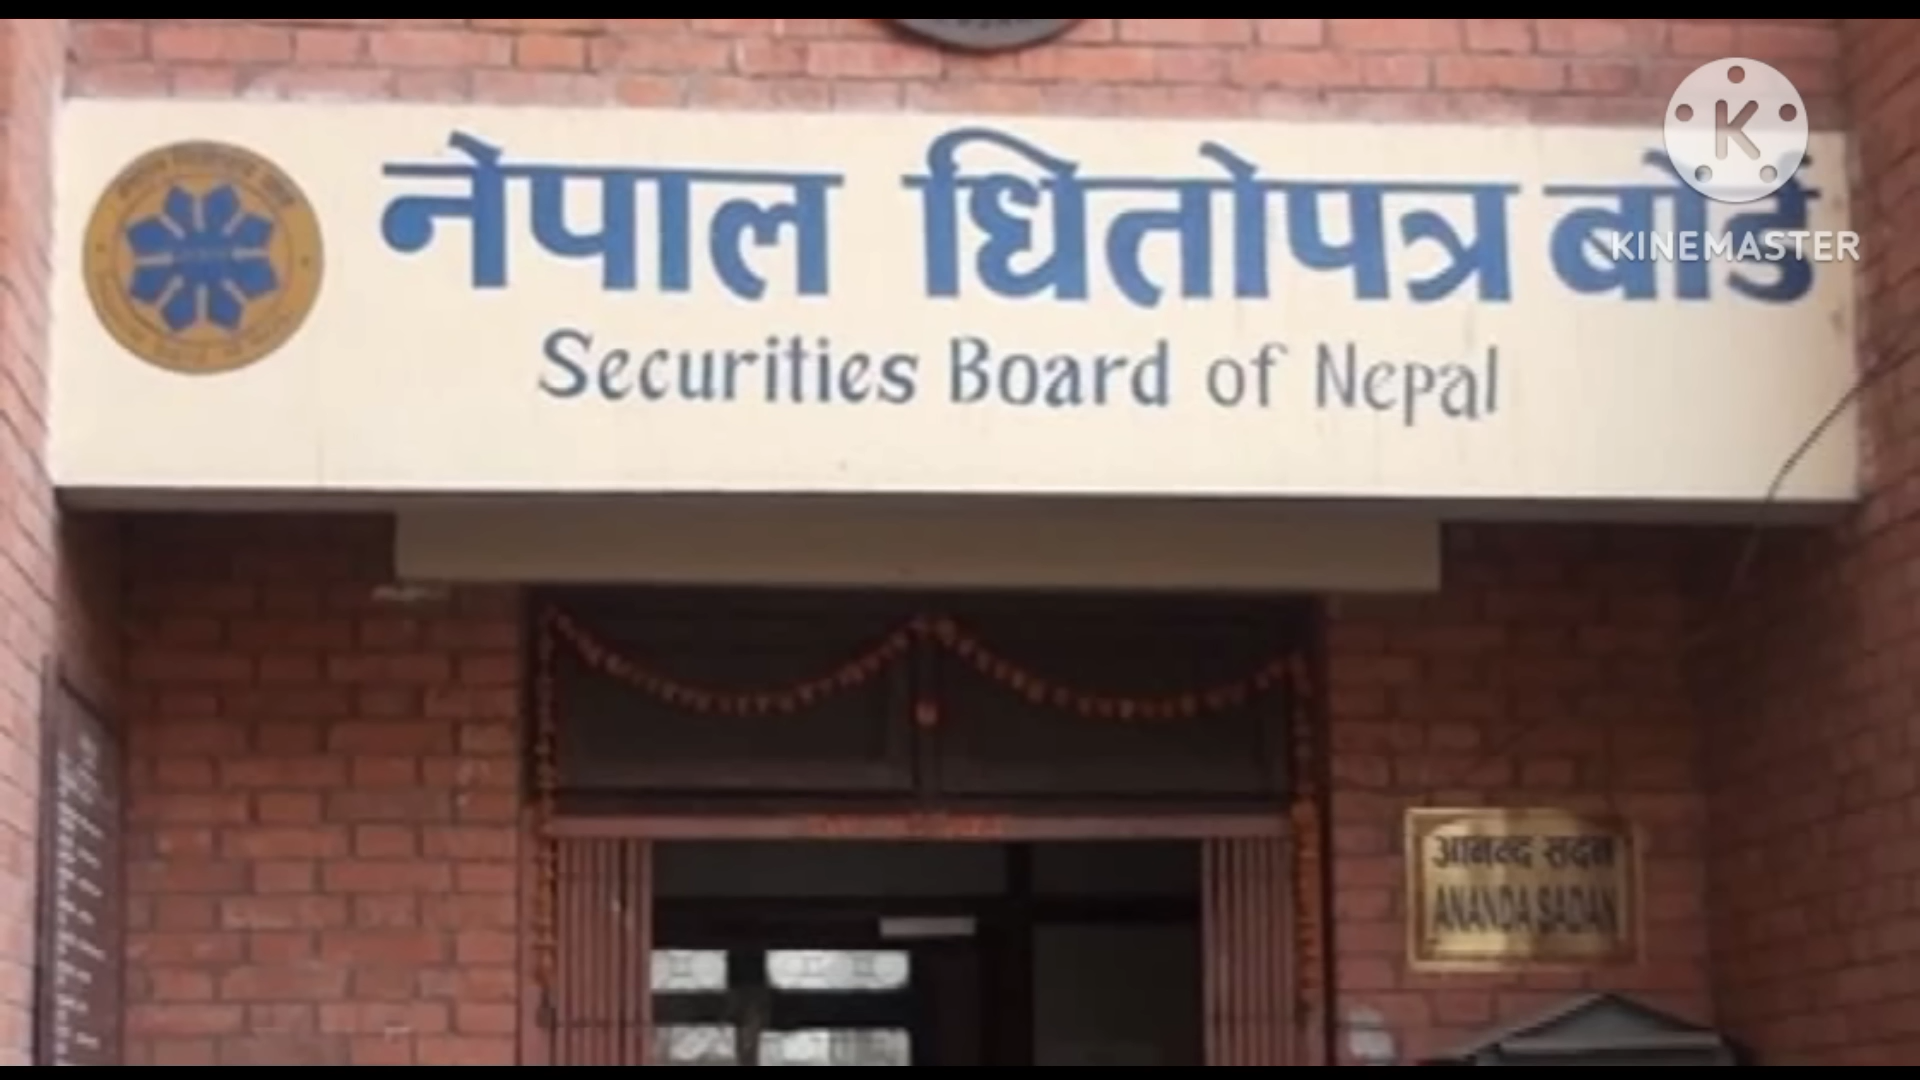 नेपाल धितोपत्र बोर्ड
Securities Board of Nepal
K
KINEMASTER
आनन्द सदन
ANANDA SADAN